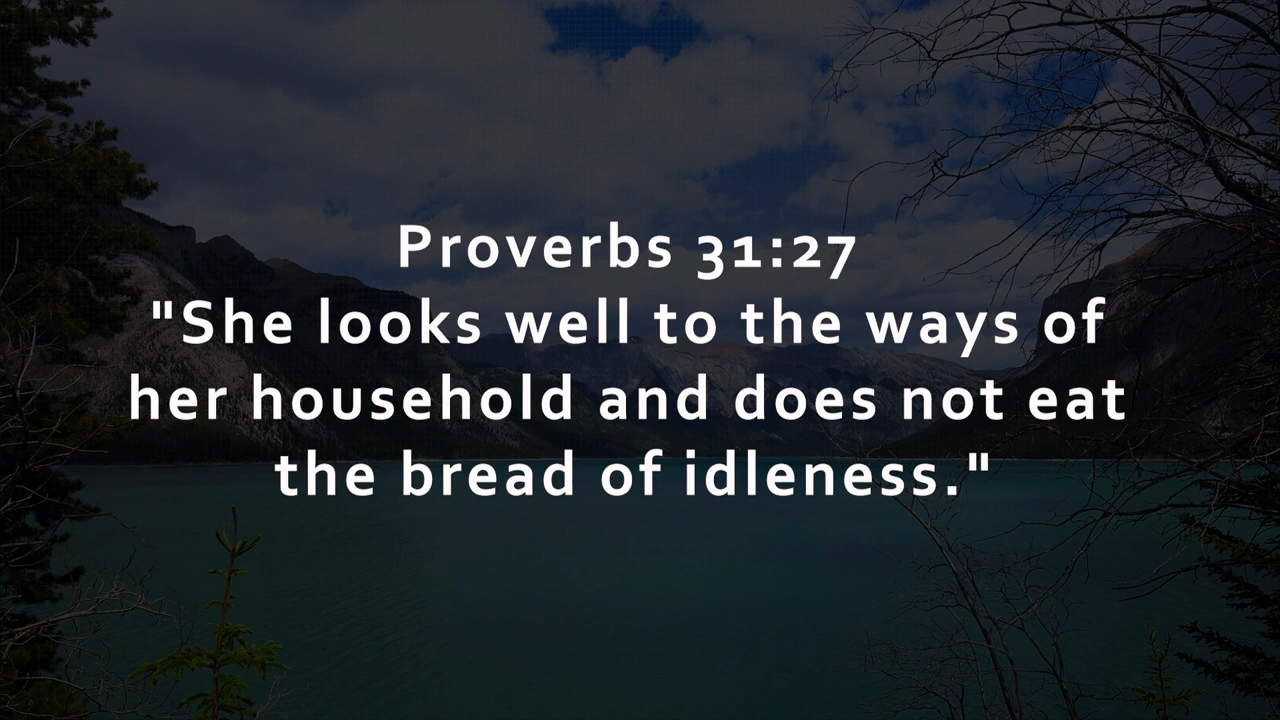 Proverbs 31:27
"She looks well to the ways of
her household and does not eat
the bread of idleness."